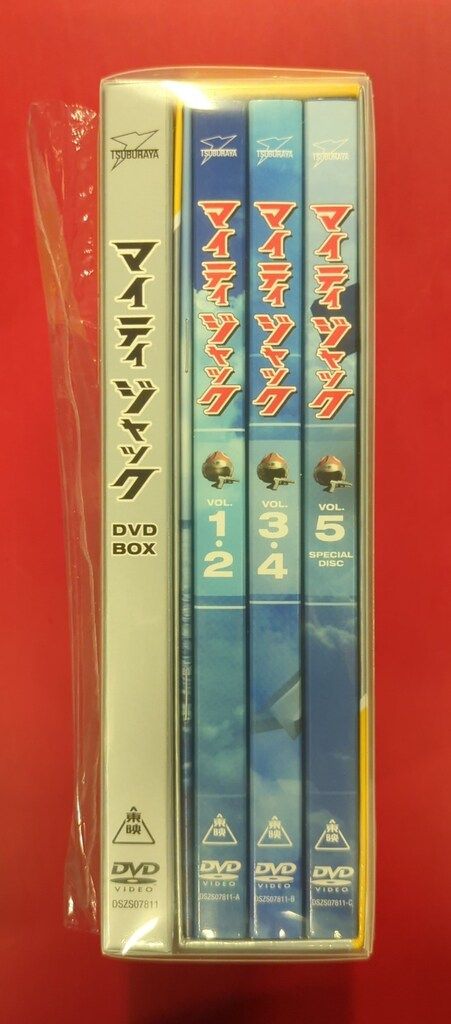 TSUBURAYA
マイティジャック
DVD
BOX
東映
DVD
VIDEO
DSZS07811
TSUBURAYA
マイティジャック
VOL.
1・2
東映
DVD
VIDEO
DSZS07811-A
TSUBURAYA
マイティジャック
VOL.
3・4
東映
DVD
VIDEO
DSZS07811-B
TSUBURAYA
マイティジャック
VOL.
5
SPECIAL
DISC
東映
DVD
VIDEO
DSZS07811-C